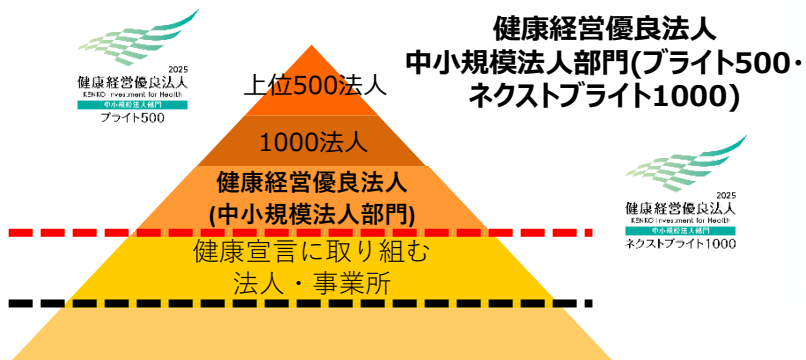 健康経営優良法人
中小規模法人部門(ブライト500・
ネクストブライト1000)
2025
健康経営優良法人
KENKO Investment for Health
中小規模法人部門
ブライト500
上位500法人
1000法人
健康経営優良法人
(中小規模法人部門)
健康宣言に取り組む
法人・事業所
2025
健康経営優良法人
KENKO Investment for Health
中小規模法人部門
ネクストブライト1000